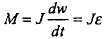 M = J dw/dt = Jε